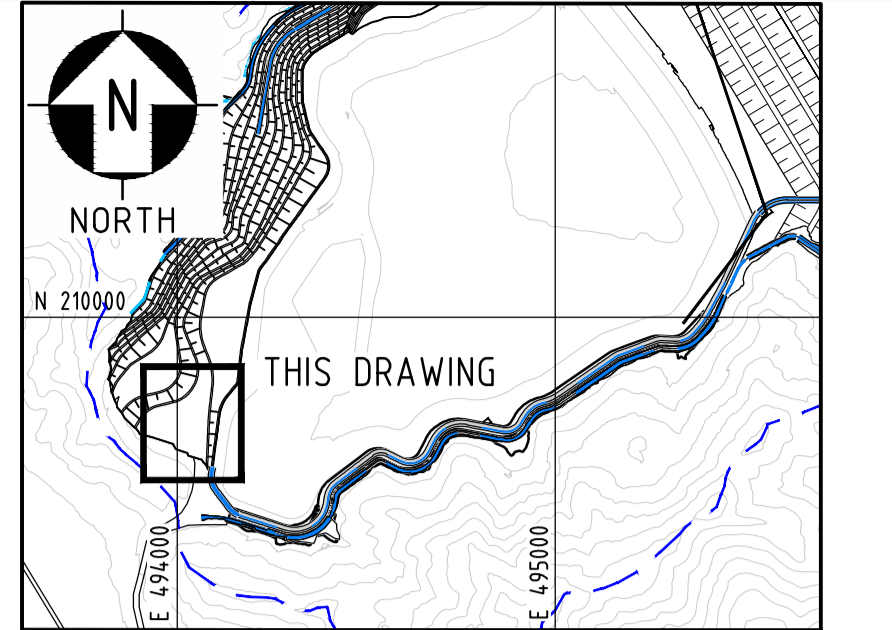 N
NORTH
N 210000
THIS DRAWING
E 494000
E 495000